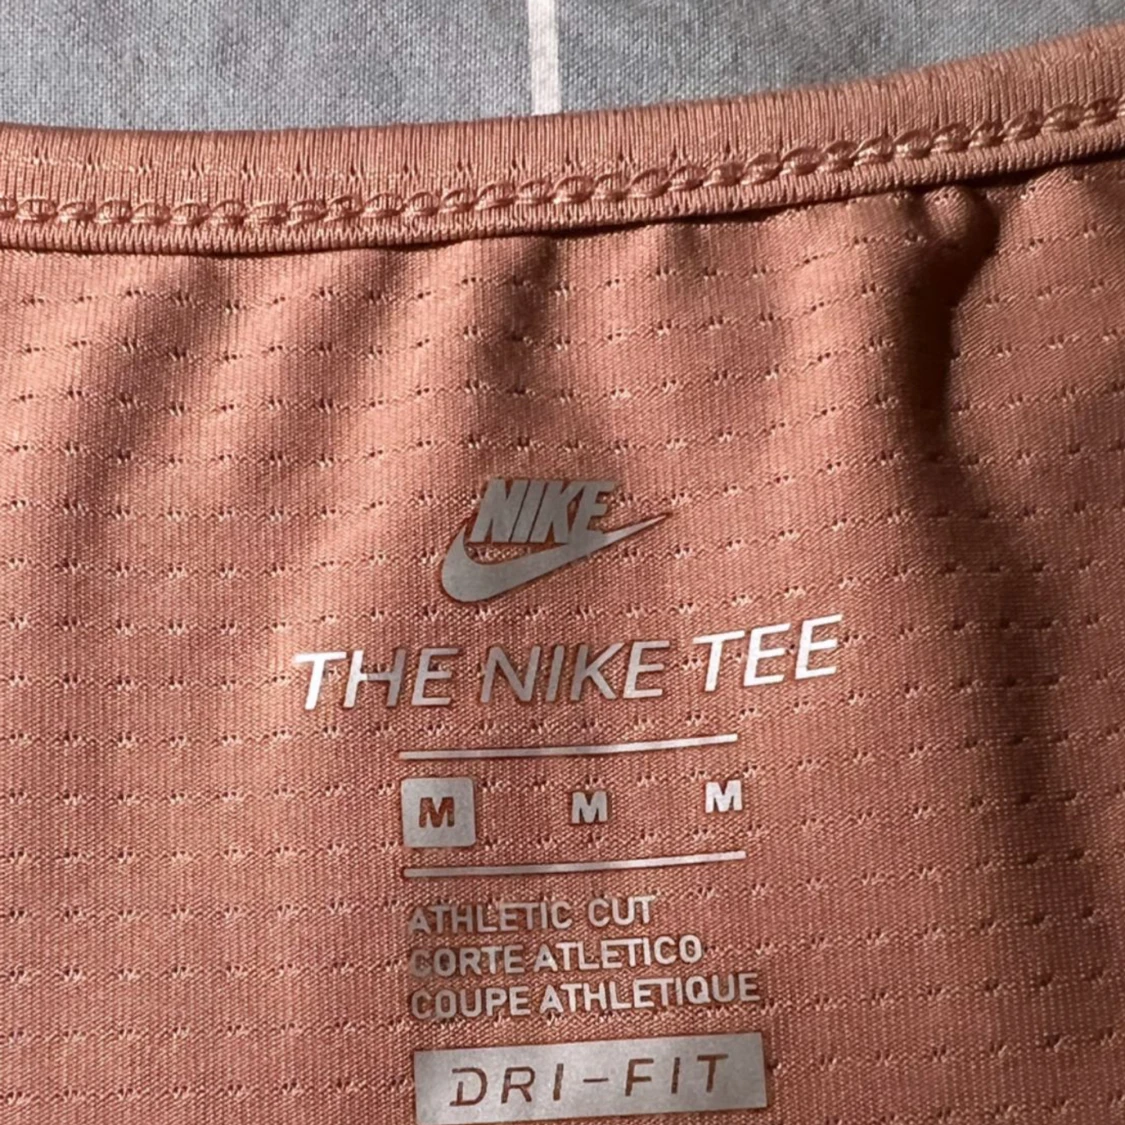 NIKE
THE NIKE TEE
M M M
ATHLETIC CUT
CORTE ATLETICO
COUPE ATHLETIQUE
DRI-FIT